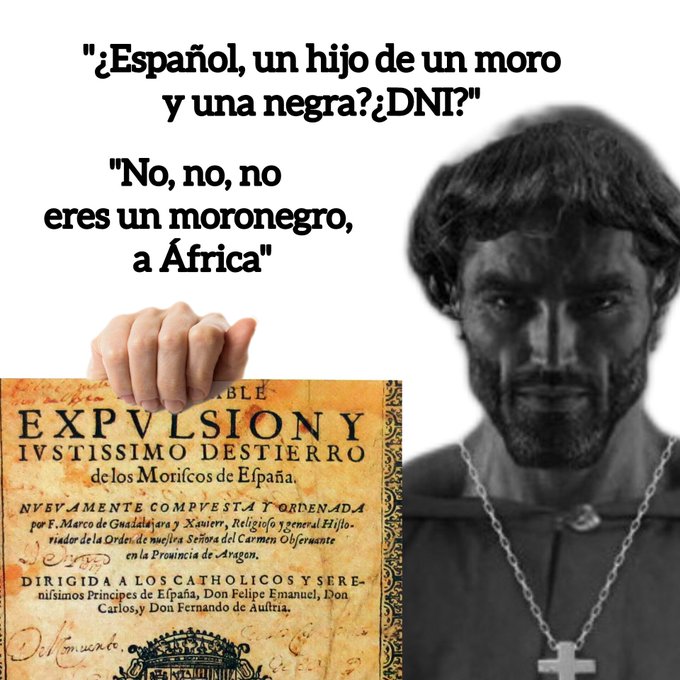 "¿Español, un hijo de un moro
y una negra?¿DNI?"
"No, no, no
eres un moronegro,
a África"
ABLE
EXPVLSION Y
IVSTISSIMO DESTIERRO
de los Moriſcos de Eſpaña.
NVEVAMENTE COMPVESTA Y ORDENADA
por F. Marco de Guadalajara y Xauierr, Religioſo y general Hiſto-
riador de la Orden de nueſtra Señora del Carmen Obſeruante
en la Prouincia de Aragon.
DIRIGIDA A LOS CATHOLICOS Y SERE-
niſsimos Principes de Eſpaña, Don Felipe Emanuel, Don
Carlos, y Don Fernando de Auſtria.